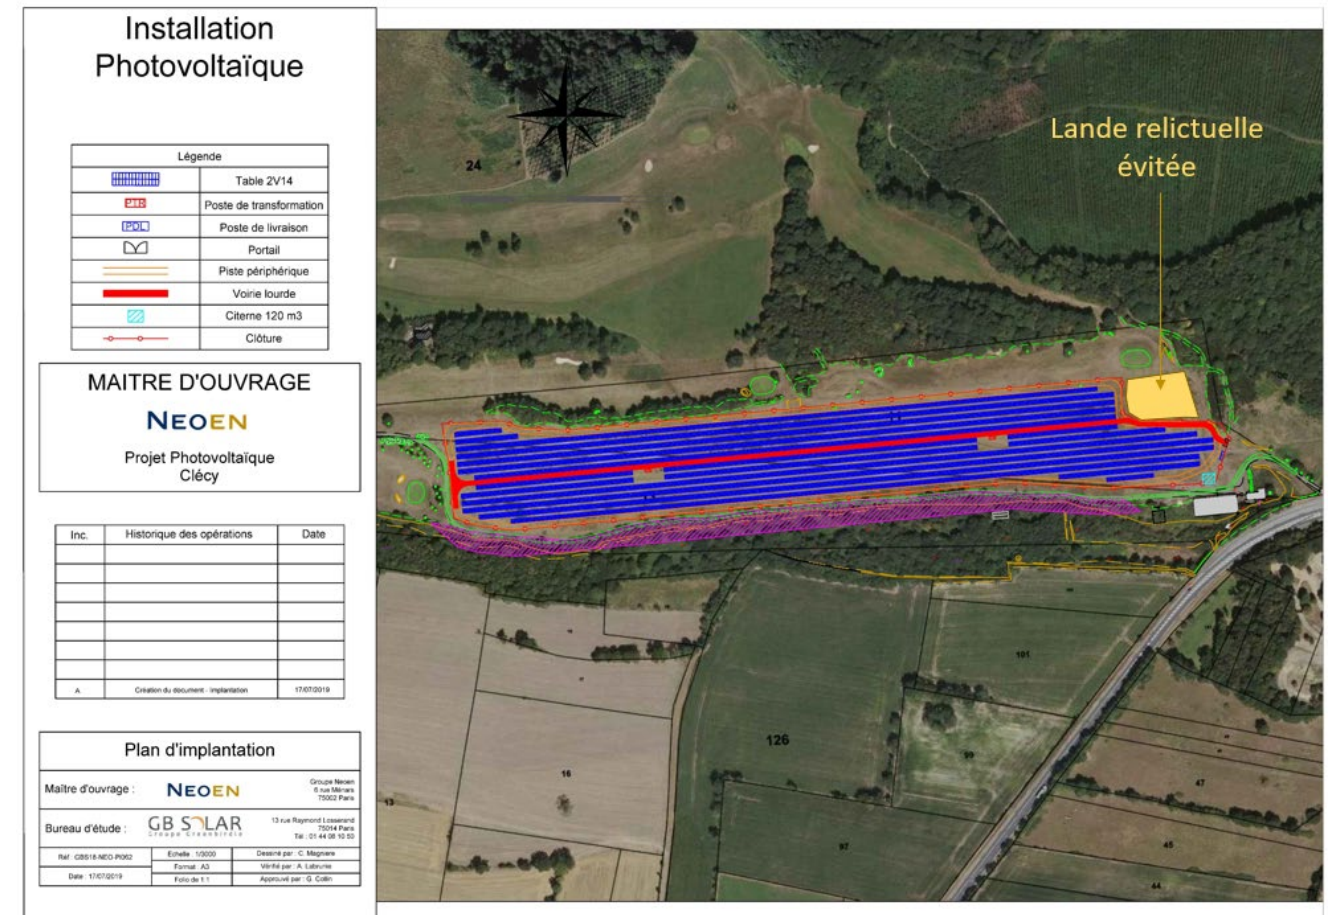 Installation
Photovoltaïque
Légende
Table 2V14
PTR
Poste de transformation
PDL
Poste de livraison
Portail
Piste périphérique
Voirie lourde
Citerne 120 m3
Clôture
MAITRE D'OUVRAGE
NEOEN
Projet Photovoltaïque
Clécy
Inc. Historique des opérations Date
A Création du document - implantation 17/07/2019
Plan d'implantation
Maître d'ouvrage :
NEOEN
Groupe Neoen
6 rue Ménars
75002 Paris
Bureau d'étude :
GB SOLAR
Groupe Greenbirdie
13 rue Raymond Losserand
75014 Paris
Tél : 01 44 08 10 50
Réf : GBS18-NEO-PI062
Echelle : 1/3000
Dessiné par : C. Magniere
Format : A3
Vérifié par : A. Labrunie
Date : 17/07/2019
Folio de 1:1
Approuvé par : G. Collin
Lande relictuelle
évitée
24
101
126
99
16
13
47
97
45
44